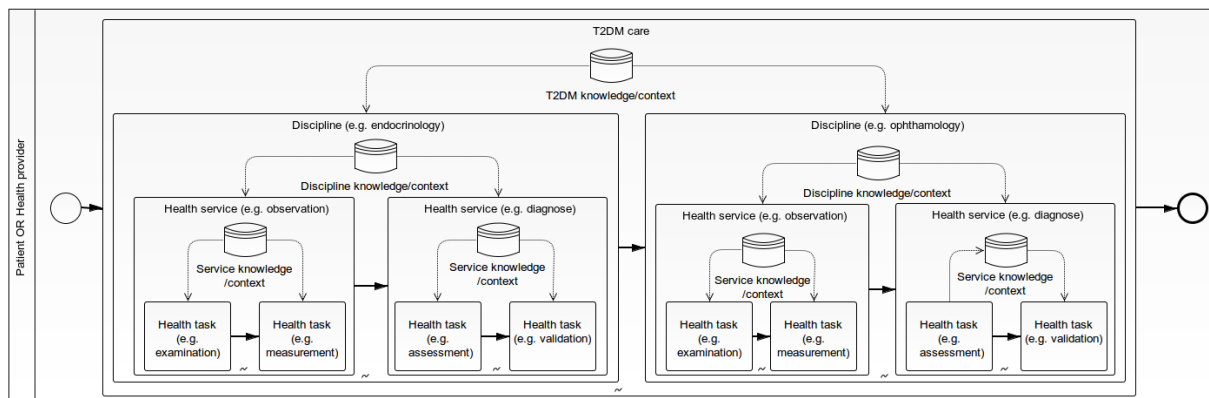 T2DM care
T2DM knowledge/context
Patient OR Health provider
Discipline (e.g. endocrinology)
Discipline knowledge/context
Health service (e.g. observation)
Service knowledge
/context
Health task
(e.g.
examination)
Health task
(e.g.
measurement)
~
Health service (e.g. diagnose)
Service knowledge
/context
Health task
(e.g.
assessment)
Health task
(e.g. validation)
~
~
Discipline (e.g. ophthamology)
Discipline knowledge/context
Health service (e.g. observation)
Service knowledge
/context
Health task
(e.g.
examination)
Health task
(e.g.
measurement)
~
Health service (e.g. diagnose)
Service knowledge
/context
Health task
(e.g.
assessment)
Health task
(e.g. validation)
~
~
~